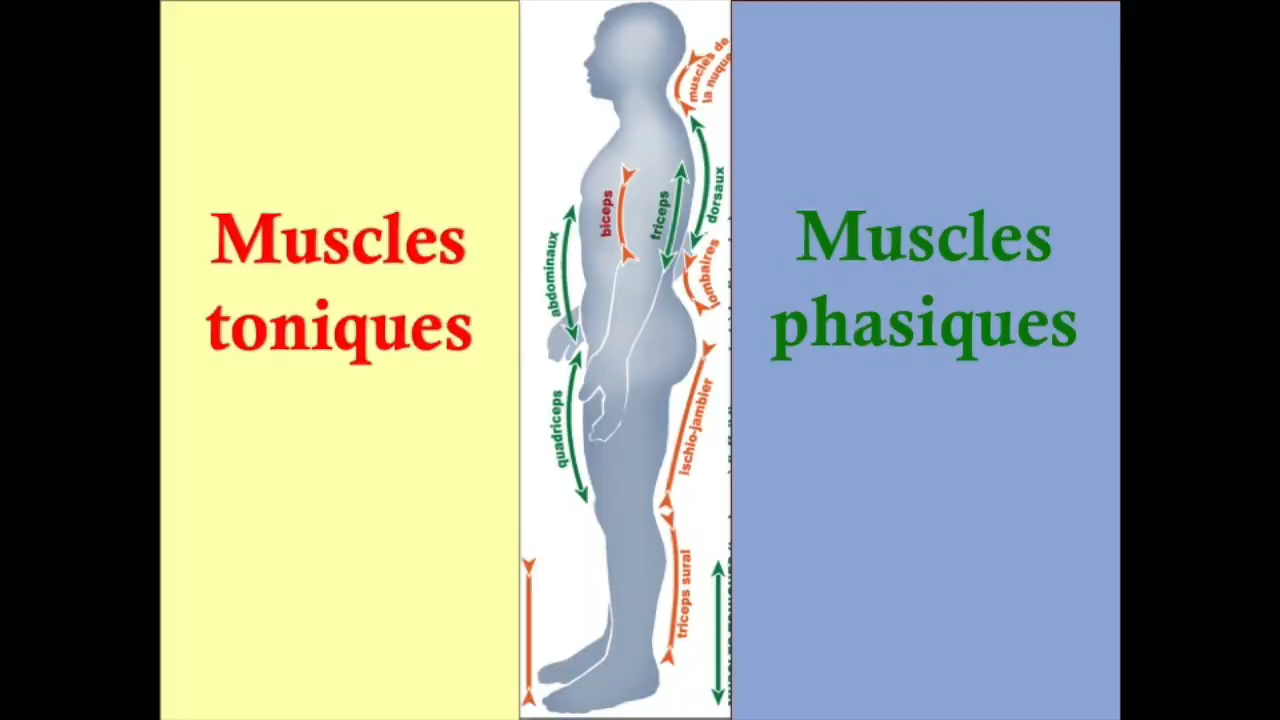 Muscles
toniques
muscles de
la nuque
dorsaux
biceps
triceps
lombaires
abdominaux
quadriceps
ischio-jambier
triceps sural
Muscles
phasiques